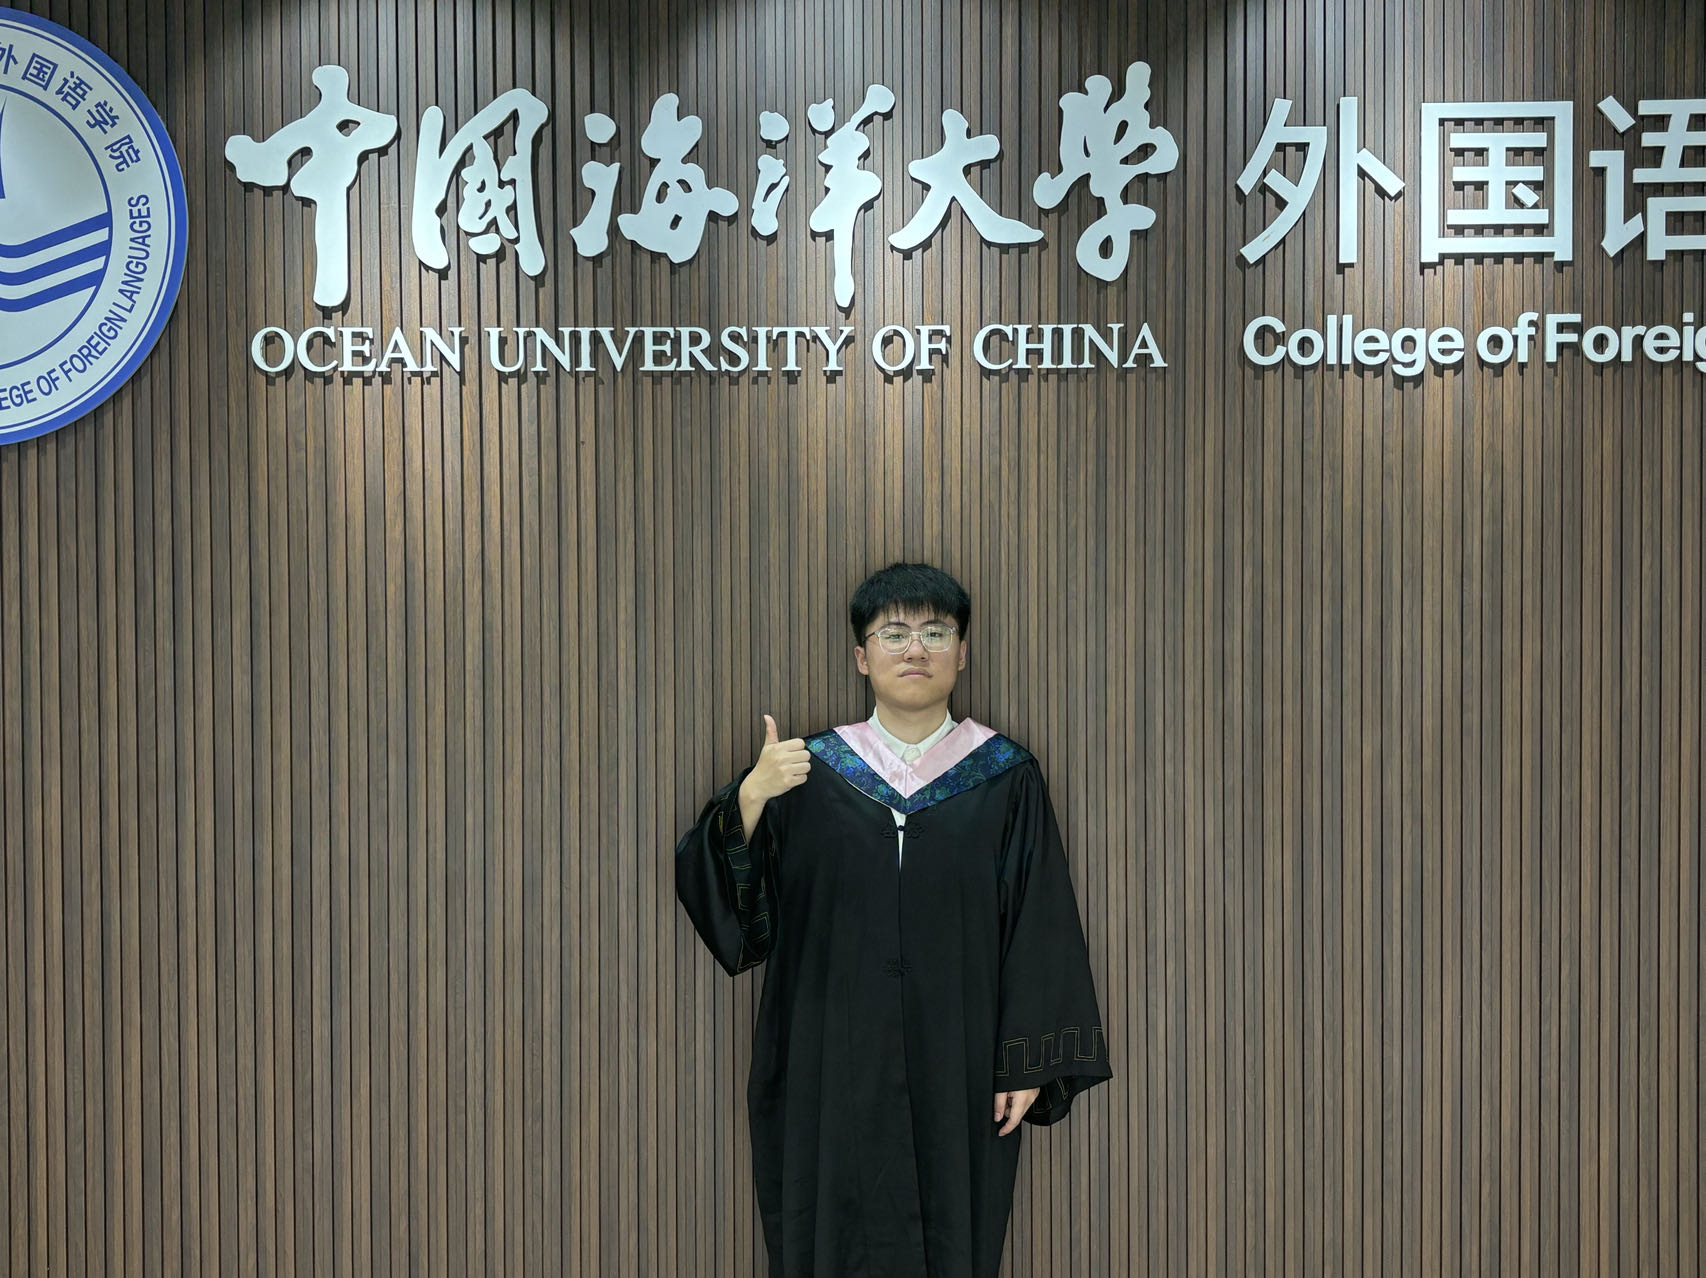 外国语学院
EGE OF FOREIGN LANGUAGES
中国海洋大学
OCEAN UNIVERSITY OF CHINA
外国语
College of Foreig